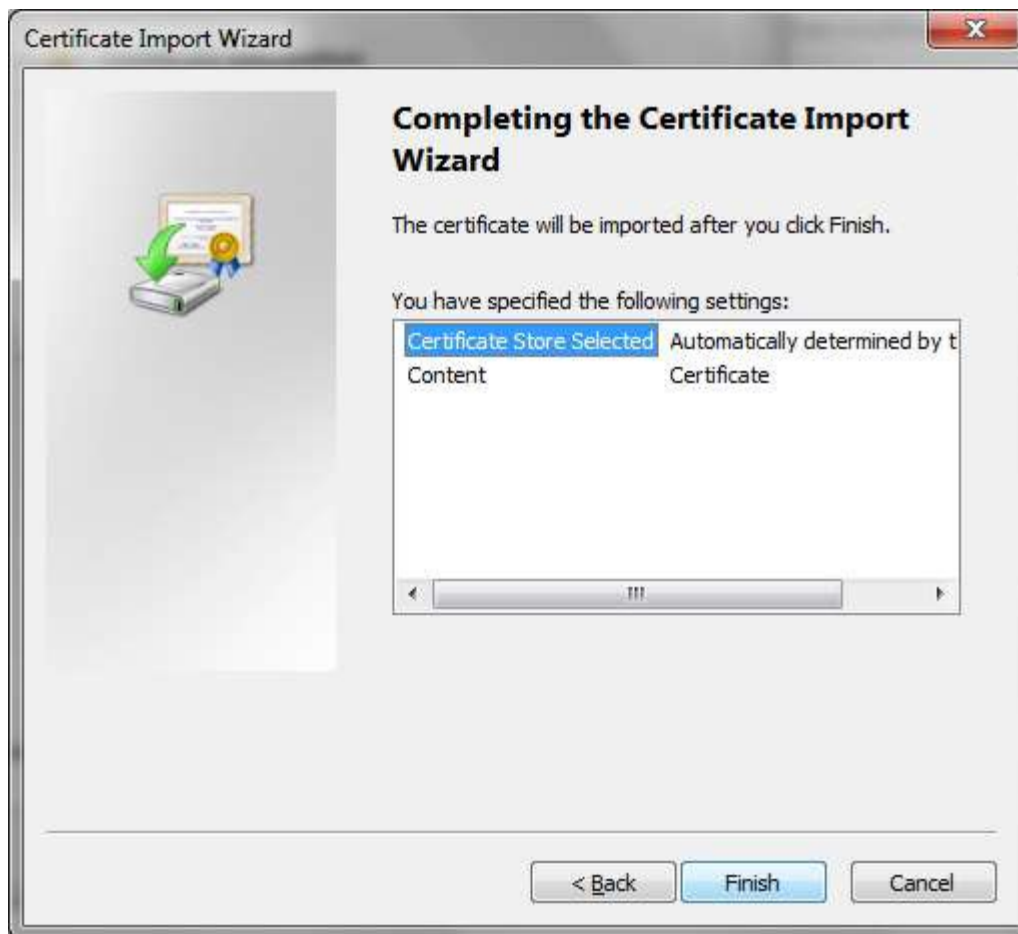 Certificate Import Wizard
Completing the Certificate Import
Wizard
The certificate will be imported after you click Finish.
You have specified the following settings:
Certificate Store Selected Automatically determined by t
Content Certificate
< Back Finish Cancel